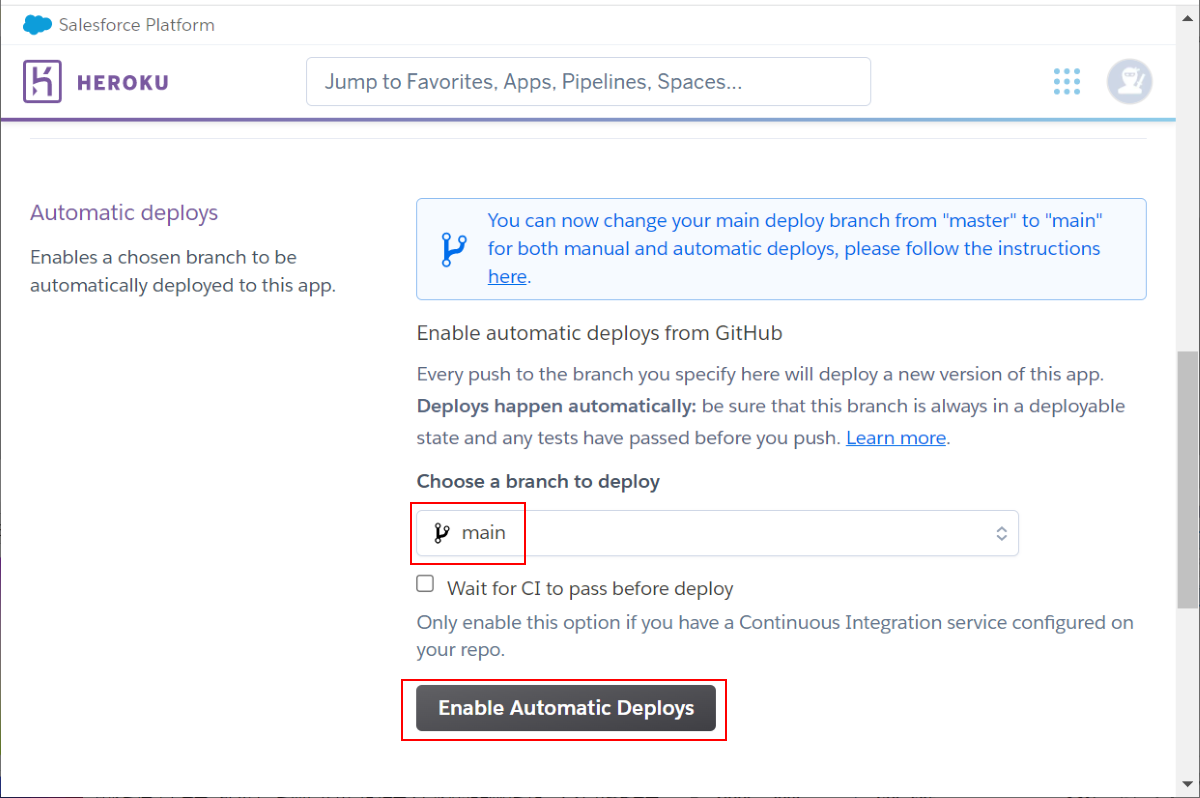 Salesforce Platform
HEROKU
Jump to Favorites, Apps, Pipelines, Spaces...
Automatic deploys
Enables a chosen branch to be
automatically deployed to this app.
You can now change your main deploy branch from "master" to "main"
for both manual and automatic deploys, please follow the instructions
here.
Enable automatic deploys from GitHub
Every push to the branch you specify here will deploy a new version of this app.
Deploys happen automatically: be sure that this branch is always in a deployable
state and any tests have passed before you push. Learn more.
Choose a branch to deploy
main
Wait for CI to pass before deploy
Only enable this option if you have a Continuous Integration service configured on
your repo.
Enable Automatic Deploys